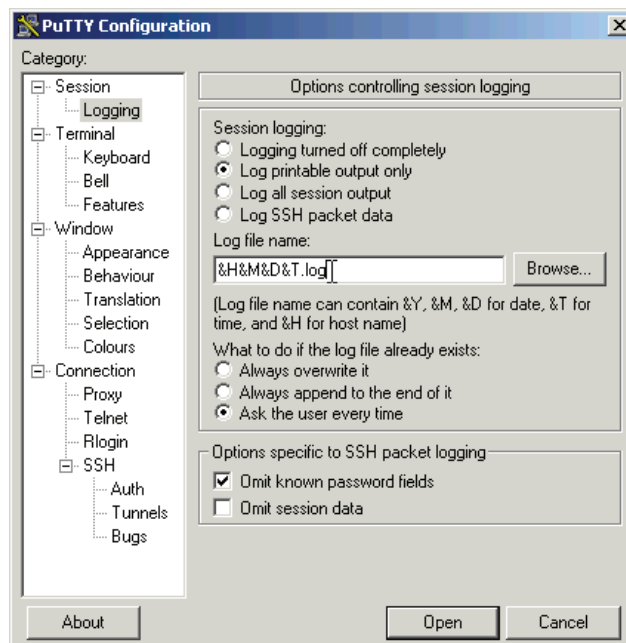 PuTTY Configuration
Category:
Session
Logging
Terminal
Keyboard
Bell
Features
Window
Appearance
Behaviour
Translation
Selection
Colours
Connection
Proxy
Telnet
Rlogin
SSH
Auth
Tunnels
Bugs
Options controlling session logging
Session logging:
Logging turned off completely
Log printable output only
Log all session output
Log SSH packet data
Log file name:
&H&M&D&T.log
Browse...
(Log file name can contain &Y, &M, &D for date, &T for
time, and &H for host name)
What to do if the log file already exists:
Always overwrite it
Always append to the end of it
Ask the user every time
Options specific to SSH packet logging
Omit known password fields
Omit session data
About
Open
Cancel